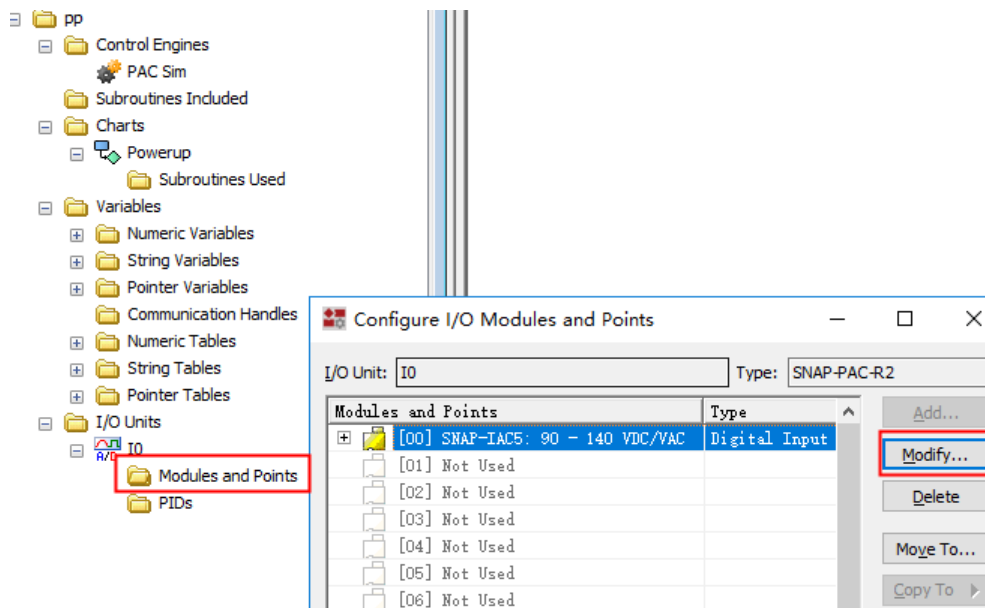 pp
Control Engines
PAC Sim
Subroutines Included
Charts
Powerup
Subroutines Used
Variables
Numeric Variables
String Variables
Pointer Variables
Communication Handles
Numeric Tables
String Tables
Pointer Tables
I/O Units
A/D IO
Modules and Points
PIDs
Configure I/O Modules and Points
I/O Unit: IO Type: SNAP-PAC-R2
Modules and Points Type
[00] SNAP-IAC5: 90 - 140 VDC/VAC Digital Input
[01] Not Used
[02] Not Used
[03] Not Used
[04] Not Used
[05] Not Used
[06] Not Used
Add...
Modify...
Delete
Move To...
Copy To